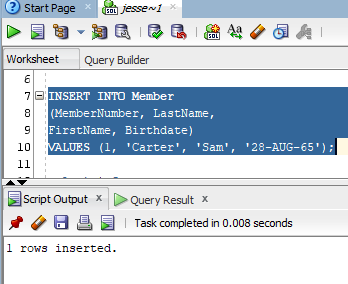 Start Page
jesse~1
SQL
Worksheet
Query Builder
6
7 INSERT INTO Member
8 (MemberNumber, LastName,
9 FirstName, Birthdate)
10 VALUES (1, 'Carter', 'Sam', '28-AUG-65');
Script Output x
Query Result x
Task completed in 0.008 seconds
1 rows inserted.